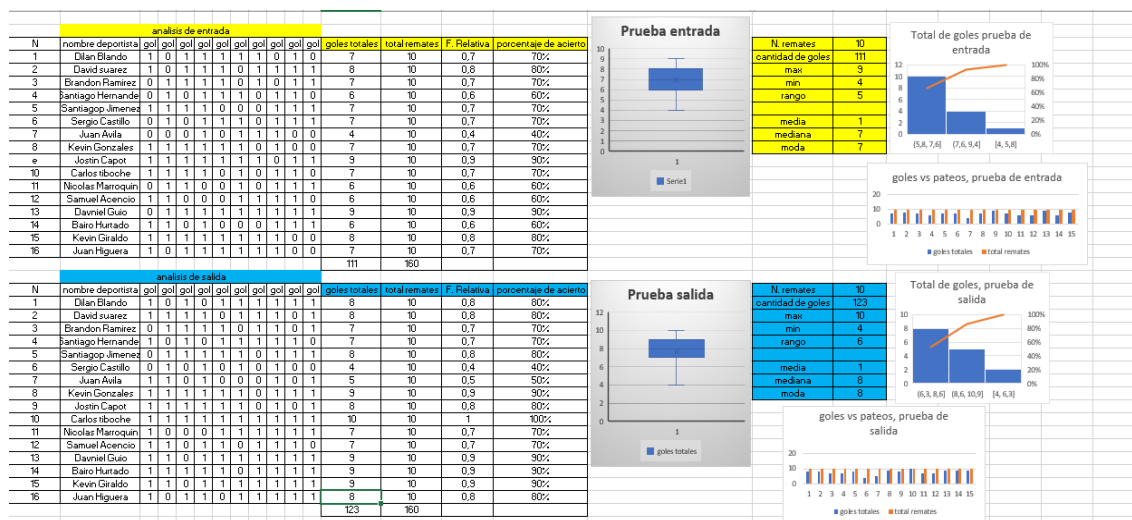 analisis de entrada
N nombre deportista gol gol gol gol gol gol gol gol gol gol goles totales total remates F. Relativa porcentaje de acierto
1 Dilan Blando 1 0 1 1 1 1 1 0 1 0 7 10 0,7 70%
2 David suarez 1 0 1 1 1 0 1 1 1 1 8 10 0,8 80%
3 Brandon Ramirez 0 1 1 1 1 0 1 0 1 1 7 10 0,7 70%
4 Santiago Hernande 0 1 0 1 1 1 0 1 1 0 6 10 0,6 60%
5 Santiagop Jimenez 1 1 1 1 0 0 0 1 1 1 7 10 0,7 70%
6 Sergio Castillo 1 0 1 0 1 1 0 1 1 1 7 10 0,7 70%
7 Juan Avila 0 0 0 1 0 1 1 1 0 0 4 10 0,4 40%
8 Kevin Gonzales 1 1 1 1 1 1 0 1 0 0 7 10 0,7 70%
e Jostin Capot 1 1 1 1 1 1 1 0 1 1 9 10 0,9 90%
10 Carlos tiboche 1 1 1 1 0 1 0 1 1 0 7 10 0,7 70%
11 Nicolas Marroquin 0 1 1 0 0 1 0 1 1 1 6 10 0,6 60%
12 Samuel Acencio 1 1 0 0 0 1 1 1 1 0 6 10 0,6 60%
13 Davniel Guio 0 1 1 1 1 1 1 1 1 1 9 10 0,9 90%
14 Bairo Hurtado 1 1 0 1 0 0 0 1 1 1 6 10 0,6 60%
15 Kevin Giraldo 1 1 1 1 1 1 1 1 0 0 8 10 0,8 80%
16 Juan Higuera 1 0 1 1 1 1 1 1 0 0 7 10 0,7 70%
111 160
Prueba entrada
10
9
8
7
6
5
4
3
2
1
0
1
Serie1
N. remates 10
cantidad de goles 111
max 9
min 4
rango 5
media 1
mediana 7
moda 7
Total de goles prueba de
entrada
12
10
8
6
4
2
0
100%
80%
60%
40%
20%
0%
(5,8, 7,6] (7,6, 9,4] [4, 5,8]
goles vs pateos, prueba de entrada
20
10
0
1 2 3 4 5 6 7 8 9 10 11 12 13 14 15
goles totales total remates
analisis de salida
N nombre deportista gol gol gol gol gol gol gol gol gol gol goles totales total remates F. Relativa porcentaje de acierto
1 Dilan Blando 1 0 1 0 1 1 1 1 1 1 8 10 0,8 80%
2 David suarez 1 1 0 1 1 1 1 1 0 1 8 10 0,8 80%
3 Brandon Ramirez 0 1 1 1 1 0 1 1 0 1 7 10 0,7 70%
4 Santiago Hernande 1 0 1 0 1 1 1 1 1 0 7 10 0,7 70%
5 Santiagop Jimenez 0 1 1 1 1 1 0 1 1 1 8 10 0,8 80%
6 Sergio Castillo 0 1 0 1 0 0 0 1 1 0 4 10 0,4 40%
7 Juan Avila 1 1 0 1 0 0 0 1 0 1 5 10 0,5 50%
8 Kevin Gonzales 1 1 1 1 1 1 0 1 1 1 9 10 0,9 90%
9 Jostin Capot 1 1 1 1 1 1 0 1 0 1 8 10 0,8 80%
10 Carlos tiboche 1 1 1 1 1 1 1 1 1 1 10 10 1 100%
11 Nicolas Marroquin 1 0 0 0 1 1 1 1 1 1 7 10 0,7 70%
12 Samuel Acencio 1 1 0 1 1 0 1 1 1 0 7 10 0,7 70%
13 Davniel Guio 1 1 0 1 1 1 1 1 1 1 9 10 0,9 90%
14 Bairo Hurtado 1 1 1 1 1 0 1 1 1 1 9 10 0,9 90%
15 Kevin Giraldo 1 1 0 1 1 1 1 1 1 1 9 10 0,9 90%
16 Juan Higuera 1 0 1 1 0 1 1 1 1 1 8 10 0,8 80%
123 160
Prueba salida
12
10
8
6
4
2
0
1
goles totales
N. remates 10
cantidad de goles 123
max 10
min 4
rango 6
media 1
mediana 8
moda 8
Total de goles, prueba de
salida
10
8
6
4
2
0
100%
80%
60%
40%
20%
0%
(6,3, 8,6] (8,6, 10,9] [4, 6,3]
goles vs pateos, prueba de
salida
20
10
0
1 2 3 4 5 6 7 8 9 10 11 12 13 14 15
goles totales total remates